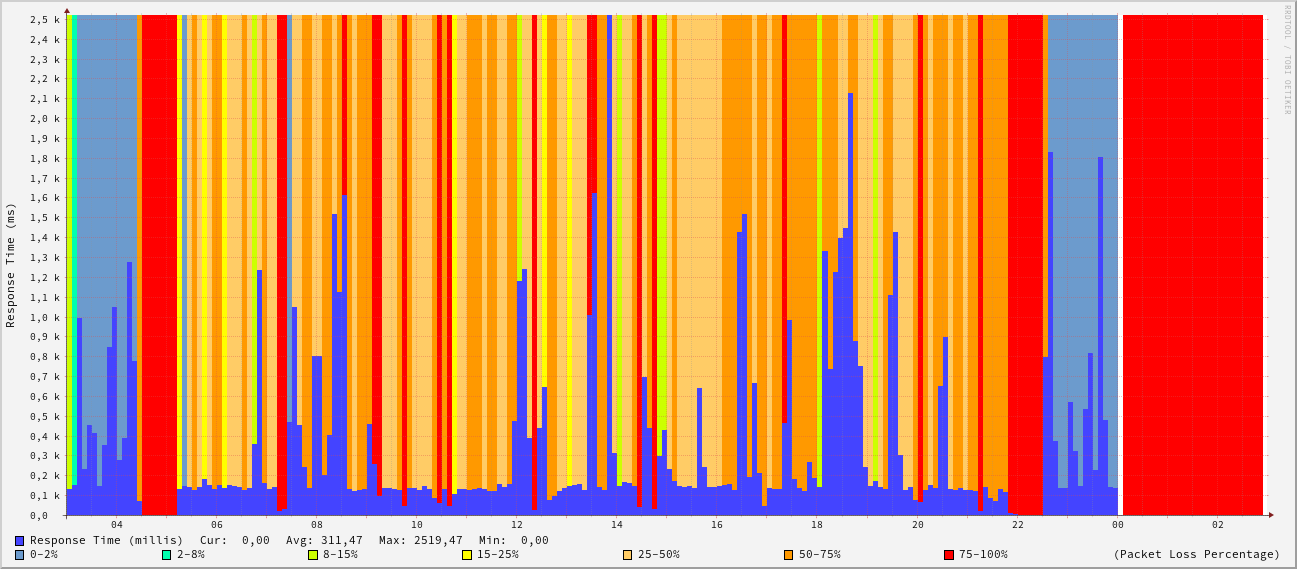 RRDTOOL / TOBI OETIKER
Response Time (ms)
2,5 k
2,4 k
2,3 k
2,2 k
2,1 k
2,0 k
1,9 k
1,8 k
1,7 k
1,6 k
1,5 k
1,4 k
1,3 k
1,2 k
1,1 k
1,0 k
0,9 k
0,8 k
0,7 k
0,6 k
0,5 k
0,4 k
0,3 k
0,2 k
0,1 k
0,0
04 06 08 10 12 14 16 18 20 22 00 02
Response Time (millis) Cur: 0,00 Avg: 311,47 Max: 2519,47 Min: 0,00
0-2% 2-8% 8-15% 15-25% 25-50% 50-75% 75-100% (Packet Loss Percentage)